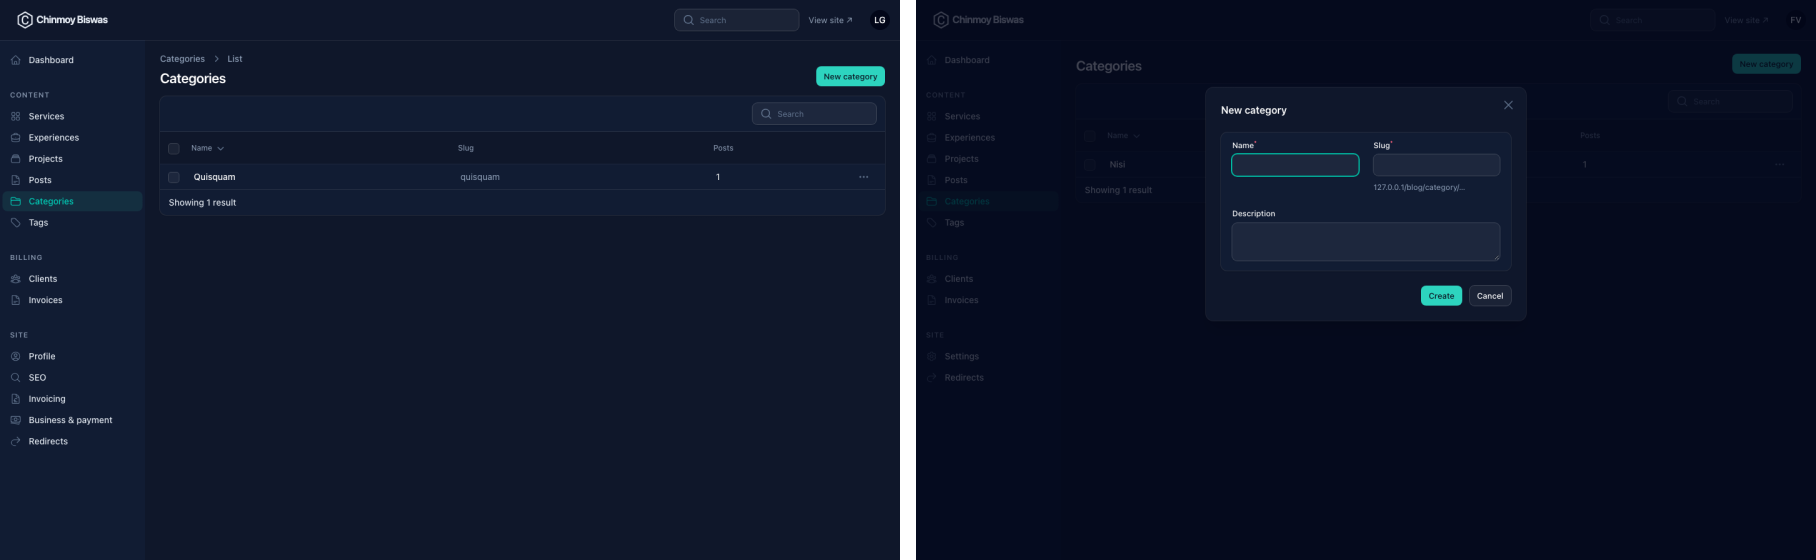 Chinmoy Biswas
Search
View site ↗
LG
Dashboard
CONTENT
Services
Experiences
Projects
Posts
Categories
Tags
BILLING
Clients
Invoices
SITE
Profile
SEO
Invoicing
Business & payment
Redirects
Categories > List
Categories
New category
Search
Name Slug Posts
Quisquam quisquam 1 ...
Showing 1 result
Chinmoy Biswas
Search
View site ↗
FV
Dashboard
CONTENT
Services
Experiences
Projects
Posts
Categories
Tags
BILLING
Clients
Invoices
SITE
Settings
Redirects
Categories
New category
Search
Name Posts
Nisi 1 ...
Showing 1 result
New category
Name* Slug*
127.0.0.1/blog/category/...
Description
Create Cancel